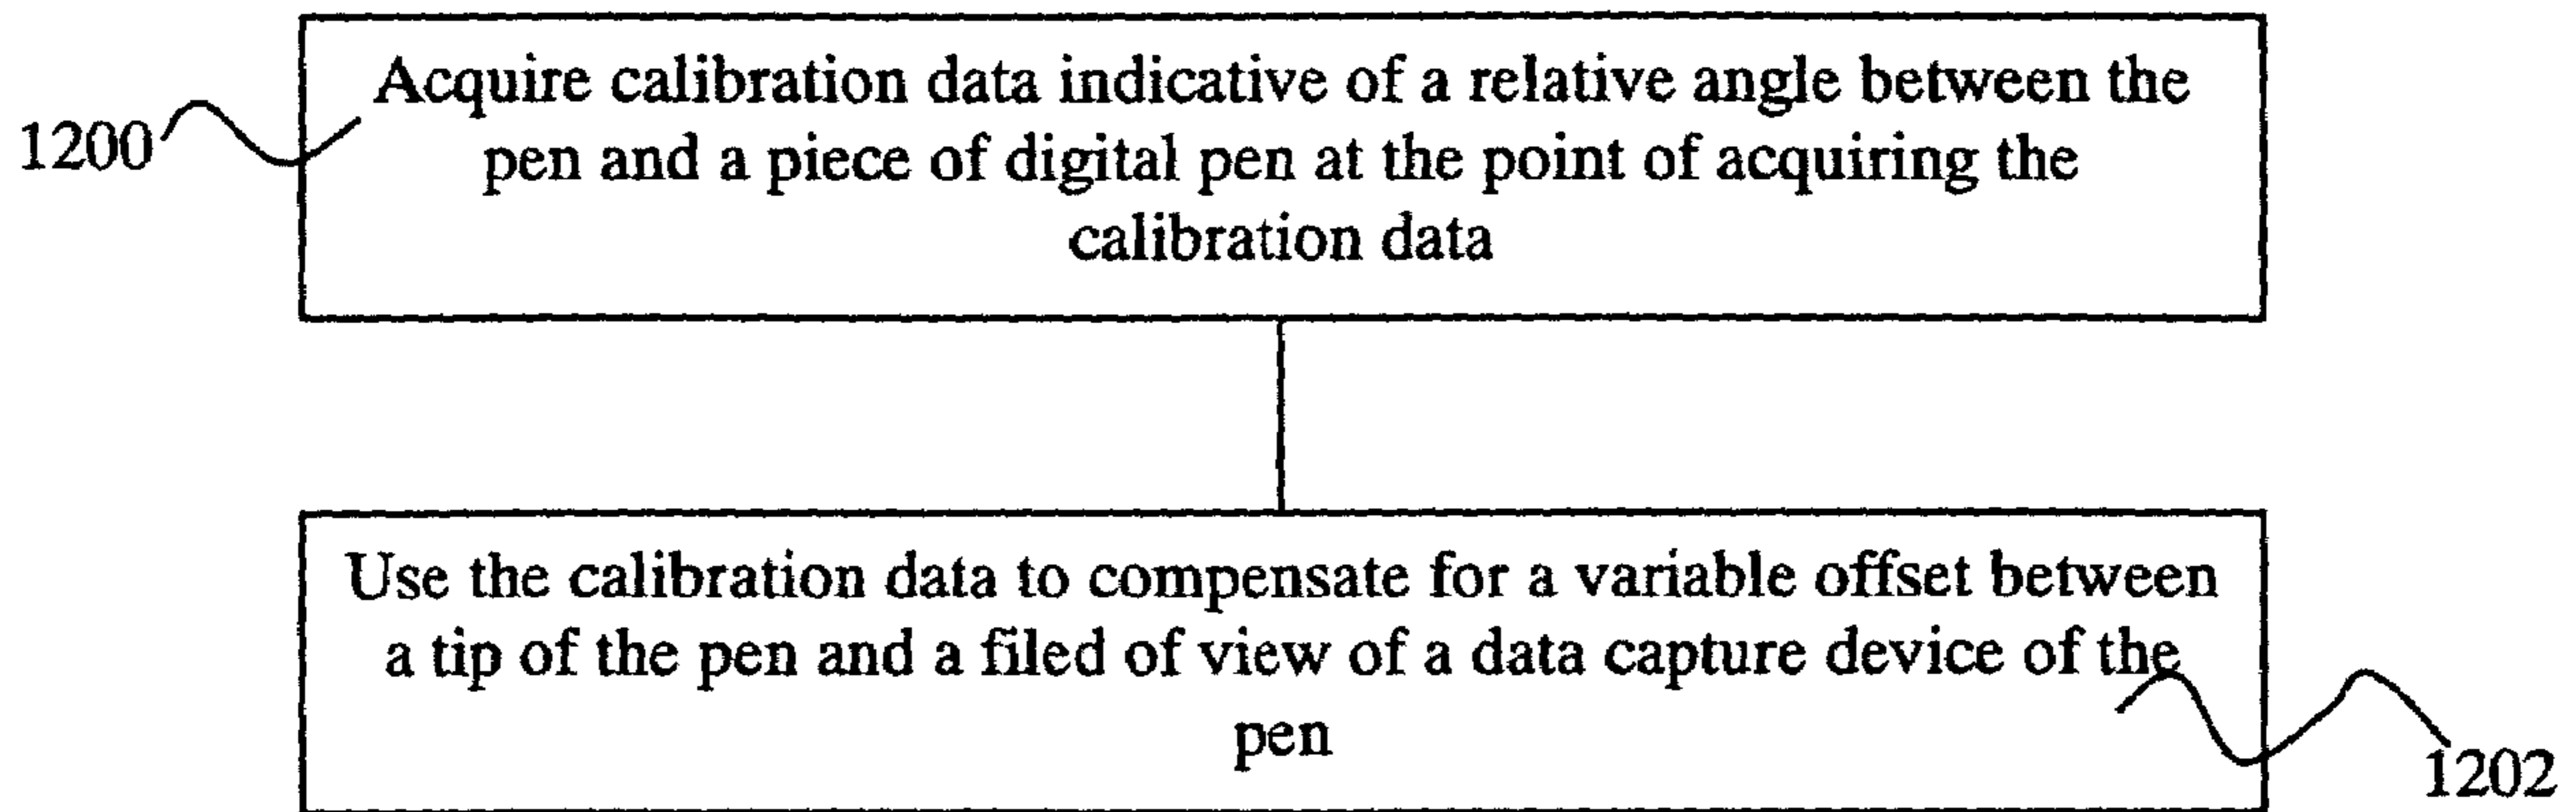 Acquire calibration data indicative of a relative angle between the
1200
pen and a piece of digital pen at the point of acquiring the
calibration data
Use the calibration data to compensate for a variable offset between
a tip of the pen and a filed of view of a data capture device of the
pen
1202